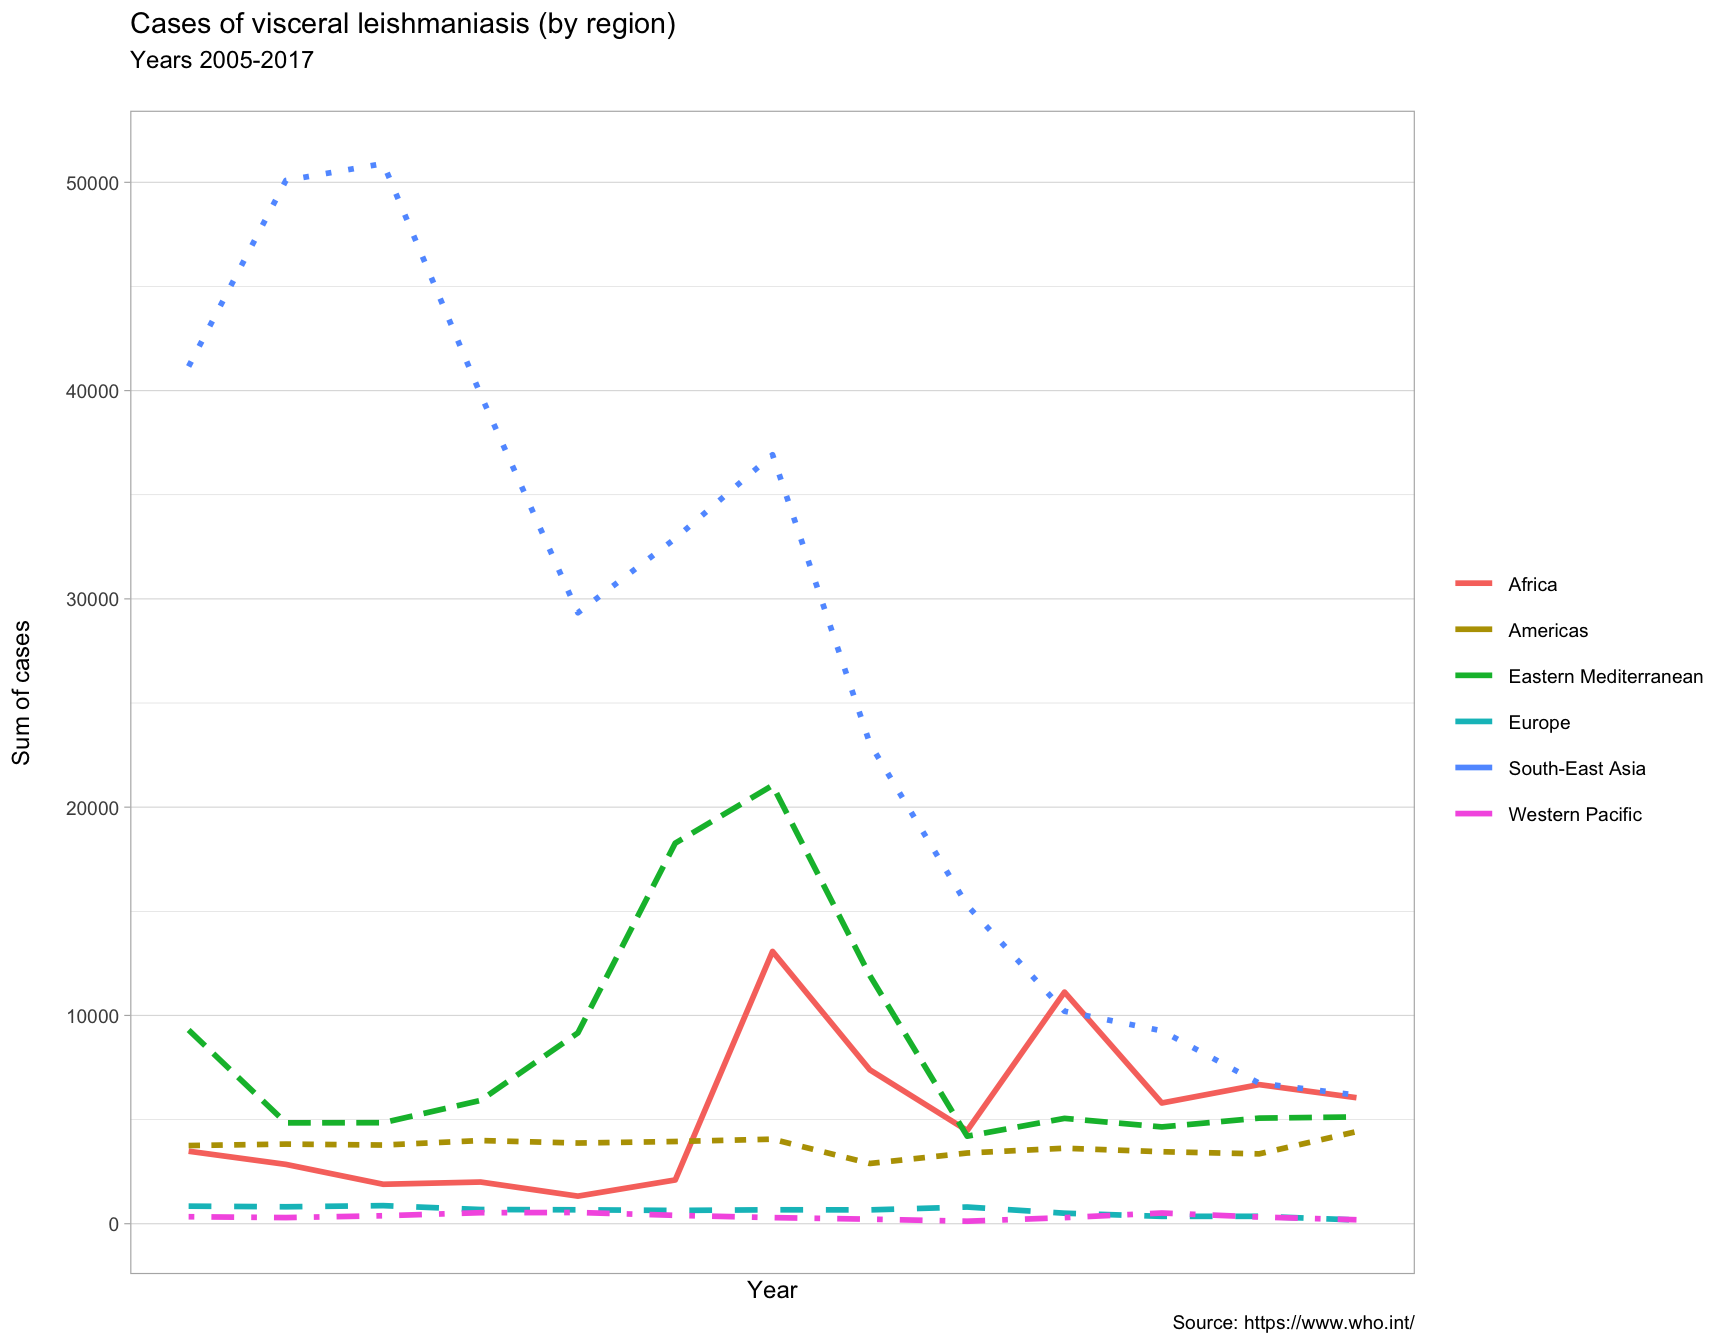 Cases of visceral leishmaniasis (by region)
Years 2005-2017
50000
40000
30000
20000
10000
0
Sum of cases
Year
Africa
Americas
Eastern Mediterranean
Europe
South-East Asia
Western Pacific
Source: https://www.who.int/